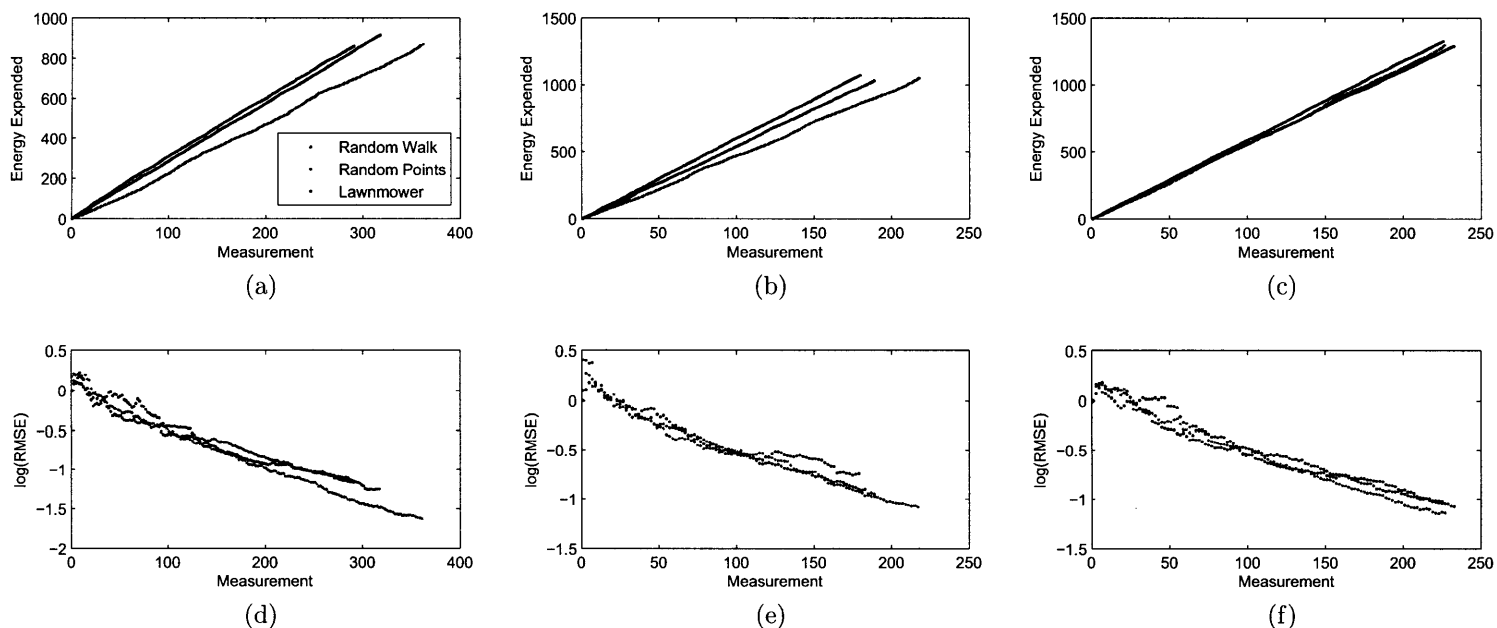 1000
800
600
400
200
0
Energy Expended
0 100 200 300 400
Measurement
Random Walk
Random Points
Lawnmower
(a)
1500
1000
500
0
Energy Expended
0 50 100 150 200 250
Measurement
(b)
1500
1000
500
0
Energy Expended
0 50 100 150 200 250
Measurement
(c)
0.5
0
−0.5
−1
−1.5
−2
log(RMSE)
0 100 200 300 400
Measurement
(d)
0.5
0
−0.5
−1
−1.5
log(RMSE)
0 50 100 150 200 250
Measurement
(e)
0.5
0
−0.5
−1
−1.5
log(RMSE)
0 50 100 150 200 250
Measurement
(f)